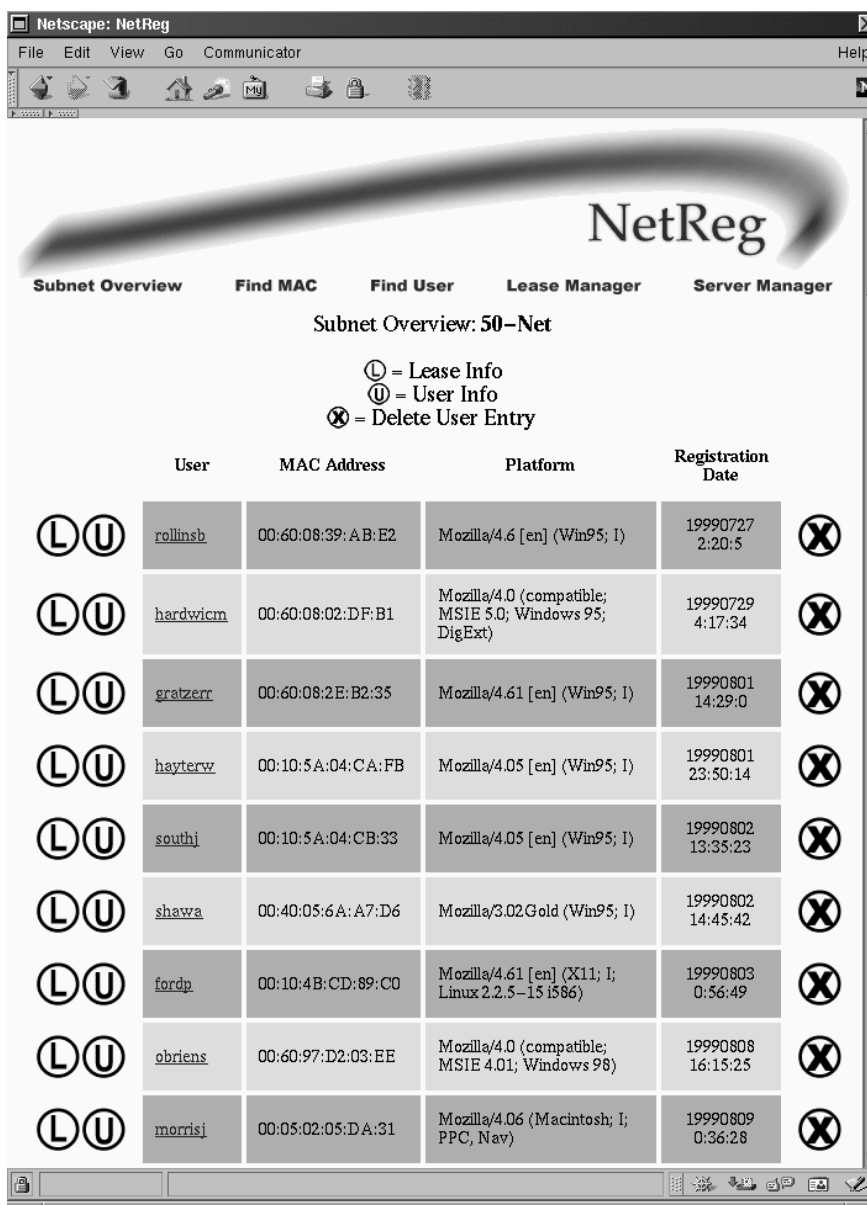 Netscape: NetReg
File Edit View Go Communicator Help
My
NetReg
Subnet Overview Find MAC Find User Lease Manager Server Manager
Subnet Overview: 50–Net
Ⓛ = Lease Info
Ⓤ = User Info
Ⓧ = Delete User Entry
User MAC Address Platform Registration
Date
L U rollinsb 00:60:08:39:AB:E2 Mozilla/4.6 [en] (Win95; I) 19990727
2:20:5 X
L U hardwicm 00:60:08:02:DF:B1 Mozilla/4.0 (compatible;
MSIE 5.0; Windows 95;
DigExt) 19990729
4:17:34 X
L U gratzerr 00:60:08:2E:B2:35 Mozilla/4.61 [en] (Win95; I) 19990801
14:29:0 X
L U hayterw 00:10:5A:04:CA:FB Mozilla/4.05 [en] (Win95; I) 19990801
23:50:14 X
L U southj 00:10:5A:04:CB:33 Mozilla/4.05 [en] (Win95; I) 19990802
13:35:23 X
L U shawa 00:40:05:6A:A7:D6 Mozilla/3.02Gold (Win95; I) 19990802
14:45:42 X
L U fordp 00:10:4B:CD:89:C0 Mozilla/4.61 [en] (X11; I;
Linux 2.2.5–15 i586) 19990803
0:56:49 X
L U obriens 00:60:97:D2:03:EE Mozilla/4.0 (compatible;
MSIE 4.01; Windows 98) 19990808
16:15:25 X
L U morrisj 00:05:02:05:DA:31 Mozilla/4.06 (Macintosh; I;
PPC, Nav) 19990809
0:36:28 X